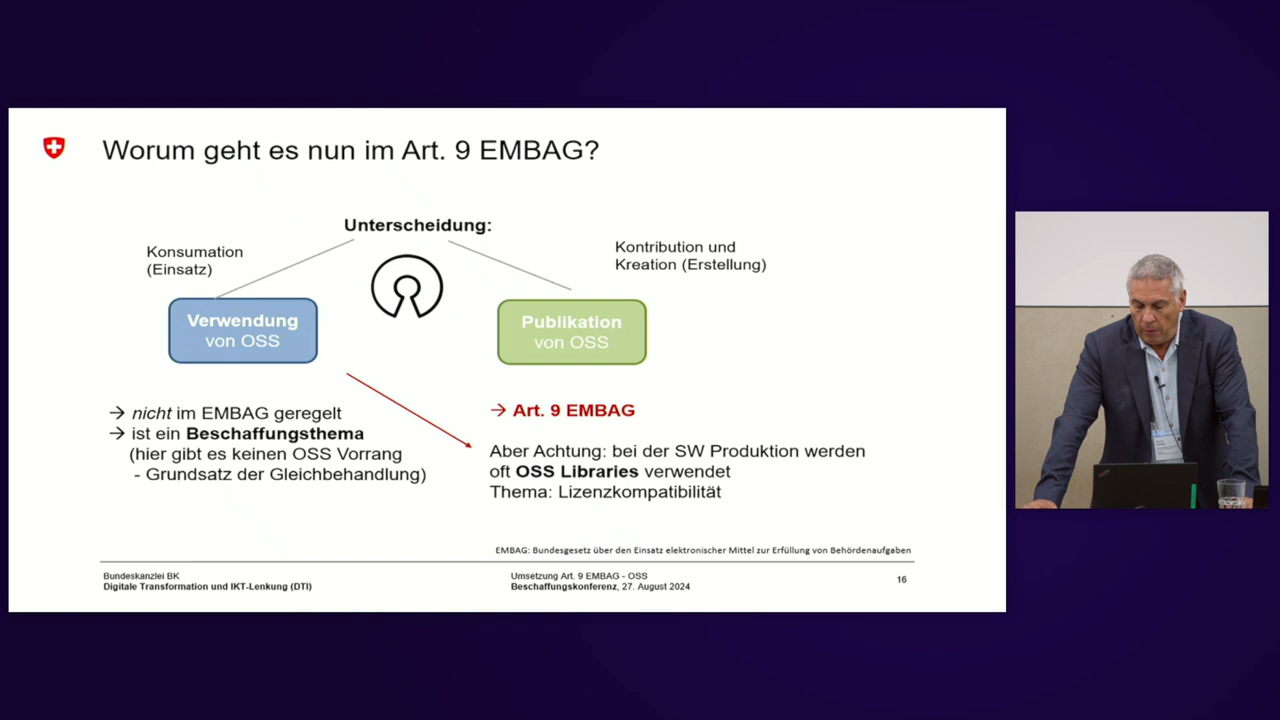 Worum geht es nun im Art. 9 EMBAG?
Unterscheidung:
Konsumation
(Einsatz)
Kontribution und
Kreation (Erstellung)
Verwendung
von OSS
Publikation
von OSS
→ nicht im EMBAG geregelt
→ ist ein Beschaffungsthema
(hier gibt es keinen OSS Vorrang
- Grundsatz der Gleichbehandlung)
→ Art. 9 EMBAG
Aber Achtung: bei der SW Produktion werden
oft OSS Libraries verwendet
Thema: Lizenzkompatibilität
EMBAG: Bundesgesetz über den Einsatz elektronischer Mittel zur Erfüllung von Behördenaufgaben
Bundeskanzlei BK
Digitale Transformation und IKT-Lenkung (DTI)
Umsetzung Art. 9 EMBAG - OSS
Beschaffungskonferenz, 27. August 2024
16